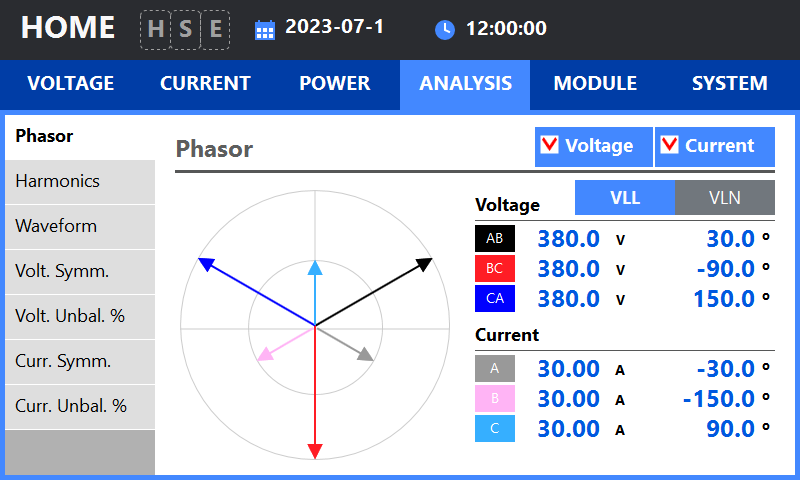 HOME HSE 2023-07-1 12:00:00
VOLTAGE CURRENT POWER ANALYSIS MODULE SYSTEM
Phasor
Harmonics
Waveform
Volt. Symm.
Volt. Unbal. %
Curr. Symm.
Curr. Unbal. %
Phasor Voltage Current
Voltage VLL VLN
AB 380.0 V 30.0 °
BC 380.0 V -90.0 °
CA 380.0 V 150.0 °
Current
A 30.00 A -30.0 °
B 30.00 A -150.0 °
C 30.00 A 90.0 °